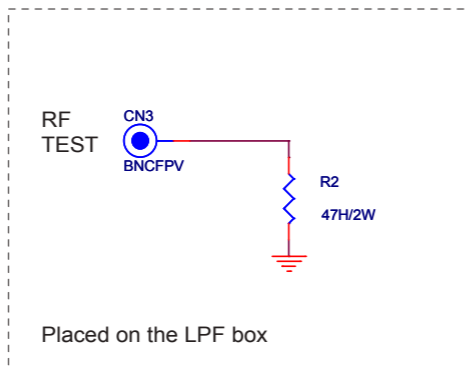 RF
TEST
CN3
BNCFPV
R2
47H/2W
Placed on the LPF box